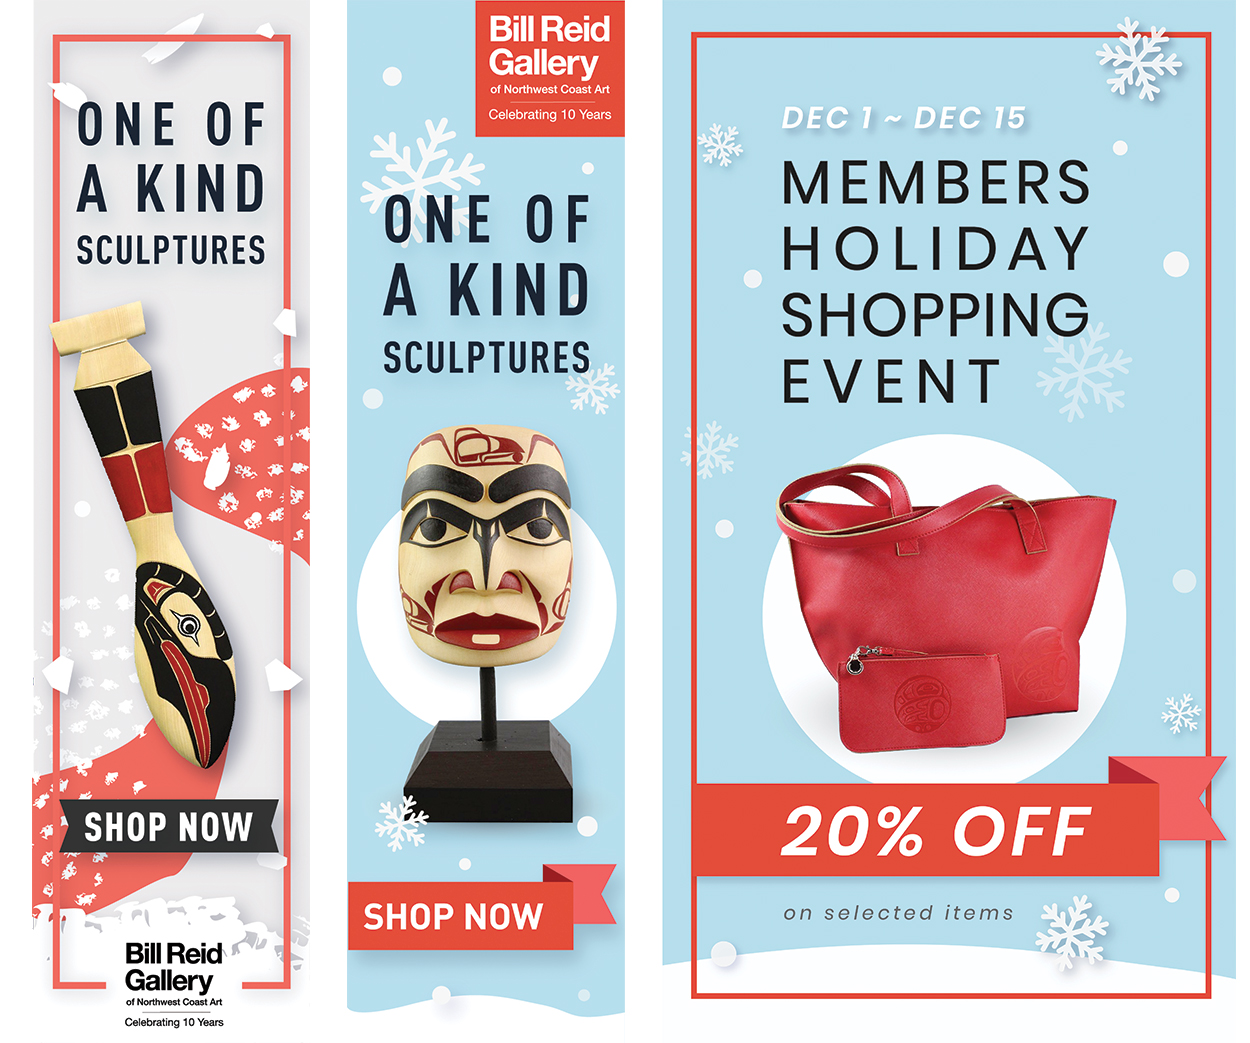 ONE OF
A KIND
SCULPTURES
SHOP NOW
Bill Reid
Gallery
of Northwest Coast Art
Celebrating 10 Years
Bill Reid
Gallery
of Northwest Coast Art
Celebrating 10 Years
ONE OF
A KIND
SCULPTURES
SHOP NOW
DEC 1 ~ DEC 15
MEMBERS
HOLIDAY
SHOPPING
EVENT
20% OFF
on selected items